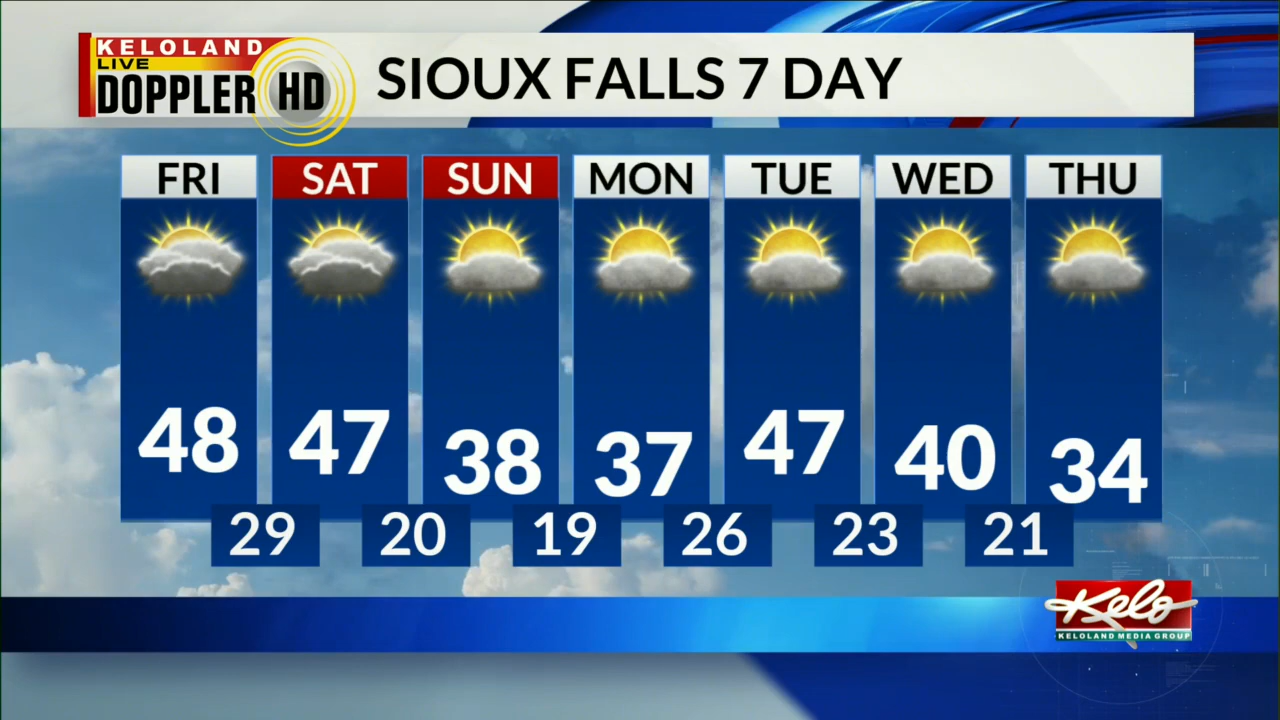 KELOLAND
LIVE
DOPPLER HD
SIOUX FALLS 7 DAY
FRI SAT SUN MON TUE WED THU
48 47 38 37 47 40 34
29 20 19 26 23 21
Kelo
KELOLAND MEDIA GROUP